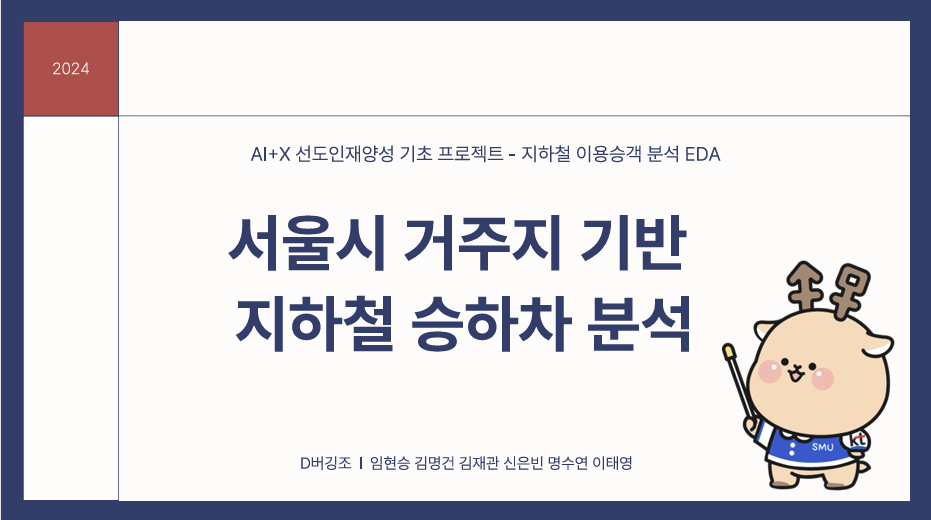 2024
AI+X 선도인재양성 기초 프로젝트 - 지하철 이용승객 분석 EDA
서울시 거주지 기반
지하철 승하차 분석
D버깅조 I 임현승 김명건 김재관 신은빈 명수연 이태영
SMU
kt